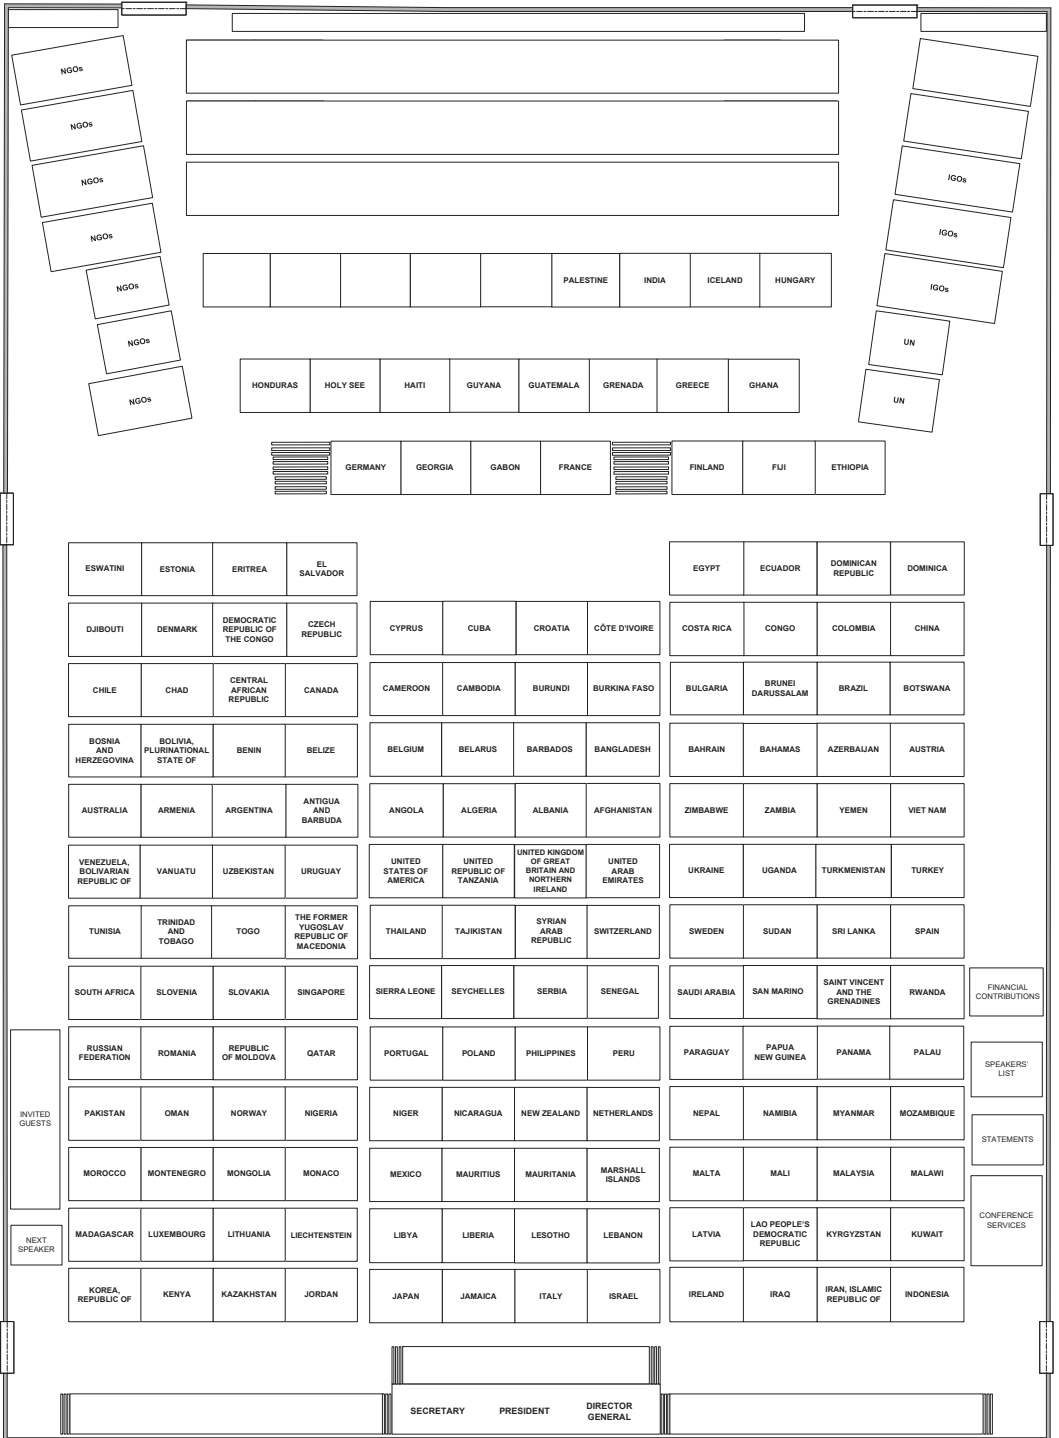 NGOs
NGOs
NGOs
NGOs
NGOs
NGOs
NGOs
IGOs
IGOs
IGOs
UN
UN
PALESTINE INDIA ICELAND HUNGARY
HONDURAS HOLY SEE HAITI GUYANA GUATEMALA GRENADA GREECE GHANA
GERMANY GEORGIA GABON FRANCE FINLAND FIJI ETHIOPIA
ESWATINI
ESTONIA
ERITREA
EL
SALVADOR
EGYPT
ECUADOR
DOMINICAN
REPUBLIC
DOMINICA
DJIBOUTI
DENMARK
DEMOCRATIC
REPUBLIC OF
THE CONGO
CZECH
REPUBLIC
CYPRUS
CUBA
CROATIA
CÔTE D'IVOIRE
COSTA RICA
CONGO
COLOMBIA
CHINA
CHILE
CHAD
CENTRAL
AFRICAN
REPUBLIC
CANADA
CAMEROON
CAMBODIA
BURUNDI
BURKINA FASO
BULGARIA
BRUNEI
DARUSSALAM
BRAZIL
BOTSWANA
BOSNIA
AND
HERZEGOVINA
BOLIVIA,
PLURINATIONAL
STATE OF
BENIN
BELIZE
BELGIUM
BELARUS
BARBADOS
BANGLADESH
BAHRAIN
BAHAMAS
AZERBAIJAN
AUSTRIA
AUSTRALIA
ARMENIA
ARGENTINA
ANTIGUA
AND
BARBUDA
ANGOLA
ALGERIA
ALBANIA
AFGHANISTAN
ZIMBABWE
ZAMBIA
YEMEN
VIET NAM
VENEZUELA,
BOLIVARIAN
REPUBLIC OF
VANUATU
UZBEKISTAN
URUGUAY
UNITED
STATES OF
AMERICA
UNITED
REPUBLIC OF
TANZANIA
UNITED KINGDOM
OF GREAT
BRITAIN AND
NORTHERN
IRELAND
UNITED
ARAB
EMIRATES
UKRAINE
UGANDA
TURKMENISTAN
TURKEY
TUNISIA
TRINIDAD
AND
TOBAGO
TOGO
THE FORMER
YUGOSLAV
REPUBLIC OF
MACEDONIA
THAILAND
TAJIKISTAN
SYRIAN
ARAB
REPUBLIC
SWITZERLAND
SWEDEN
SUDAN
SRI LANKA
SPAIN
SOUTH AFRICA
SLOVENIA
SLOVAKIA
SINGAPORE
SIERRA LEONE
SEYCHELLES
SERBIA
SENEGAL
SAUDI ARABIA
SAN MARINO
SAINT VINCENT
AND THE
GRENADINES
RWANDA
FINANCIAL
CONTRIBUTIONS
RUSSIAN
FEDERATION
ROMANIA
REPUBLIC
OF MOLDOVA
QATAR
PORTUGAL
POLAND
PHILIPPINES
PERU
PARAGUAY
PAPUA
NEW GUINEA
PANAMA
PALAU
SPEAKERS'
LIST
INVITED
GUESTS
PAKISTAN
OMAN
NORWAY
NIGERIA
NIGER
NICARAGUA
NEW ZEALAND
NETHERLANDS
NEPAL
NAMIBIA
MYANMAR
MOZAMBIQUE
STATEMENTS
MOROCCO
MONTENEGRO
MONGOLIA
MONACO
MEXICO
MAURITIUS
MAURITANIA
MARSHALL
ISLANDS
MALTA
MALI
MALAYSIA
MALAWI
CONFERENCE
SERVICES
NEXT
SPEAKER
MADAGASCAR
LUXEMBOURG
LITHUANIA
LIECHTENSTEIN
LIBYA
LIBERIA
LESOTHO
LEBANON
LATVIA
LAO PEOPLE'S
DEMOCRATIC
REPUBLIC
KYRGYZSTAN
KUWAIT
KOREA,
REPUBLIC OF
KENYA
KAZAKHSTAN
JORDAN
JAPAN
JAMAICA
ITALY
ISRAEL
IRELAND
IRAQ
IRAN, ISLAMIC
REPUBLIC OF
INDONESIA
SECRETARY
PRESIDENT
DIRECTOR
GENERAL